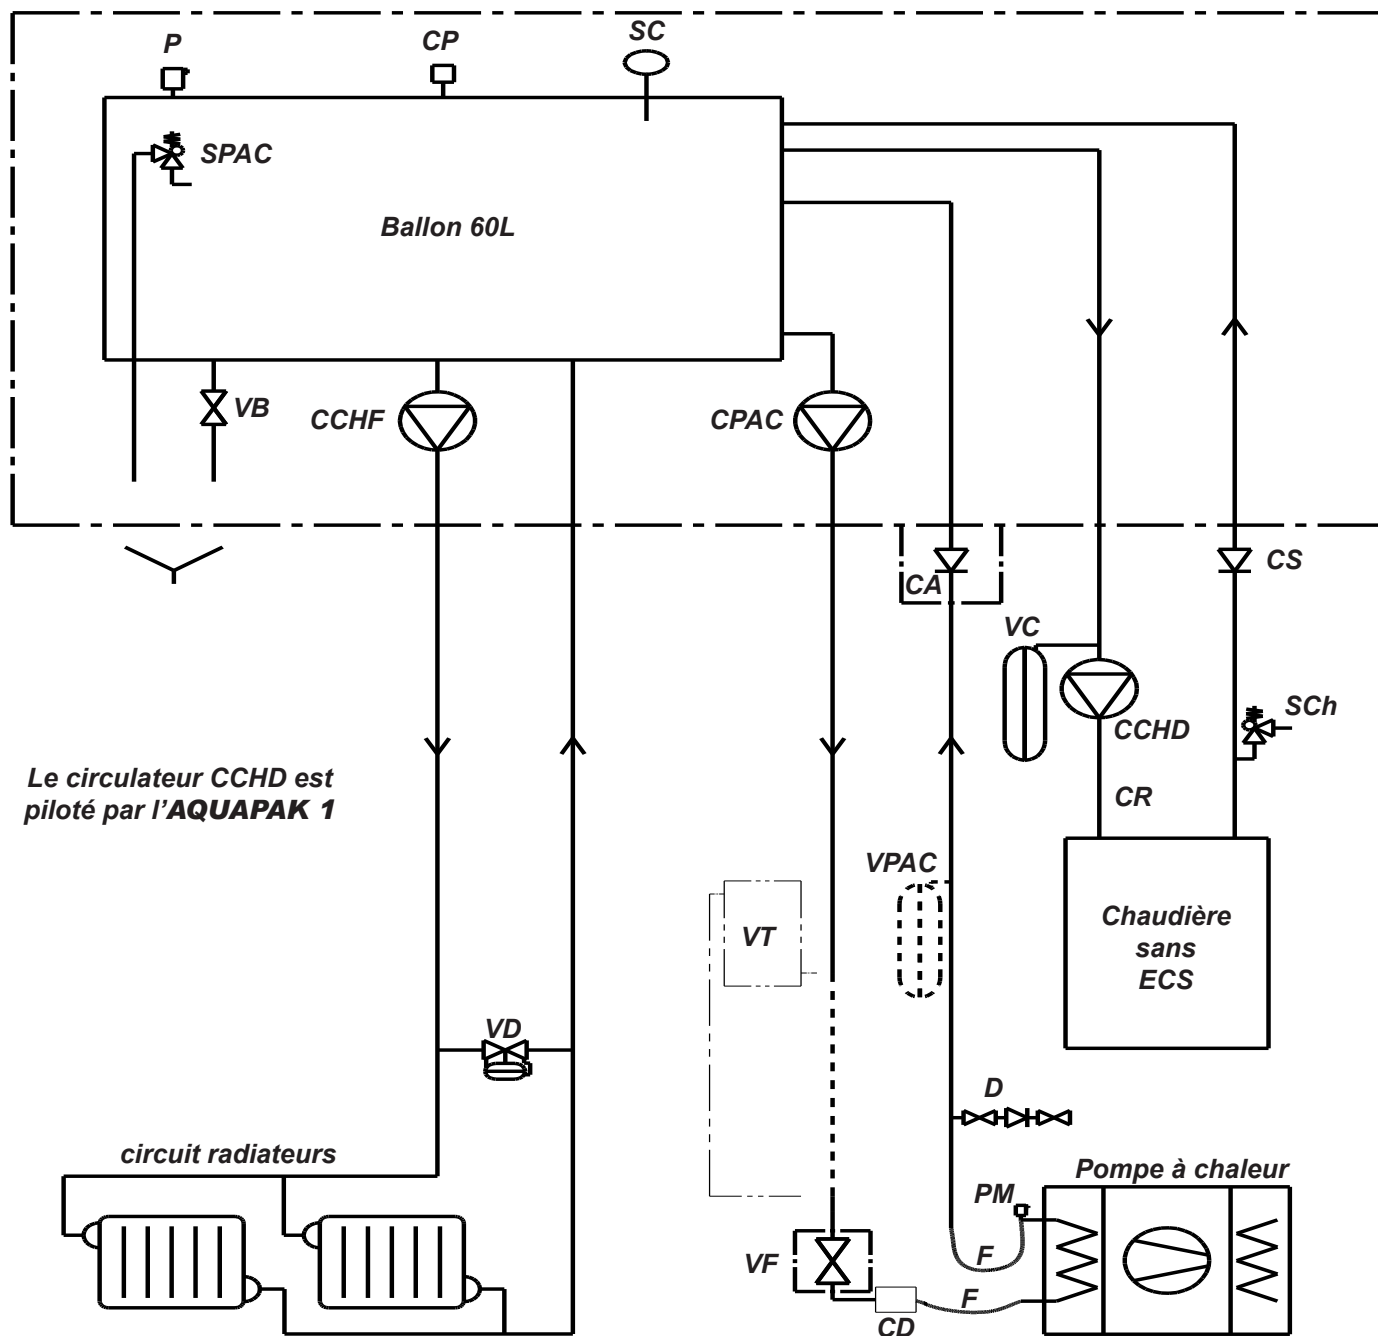 P
CP
SC
SPAC
Ballon 60L
VB
CCHF
CPAC
CA
CS
VC
SCh
CCHD
Le circulateur CCHD est
piloté par l'AQUAPAK 1
CR
VPAC
Chaudière
sans
ECS
VT
VD
D
circuit radiateurs
Pompe à chaleur
PM
VF
F
F
CD